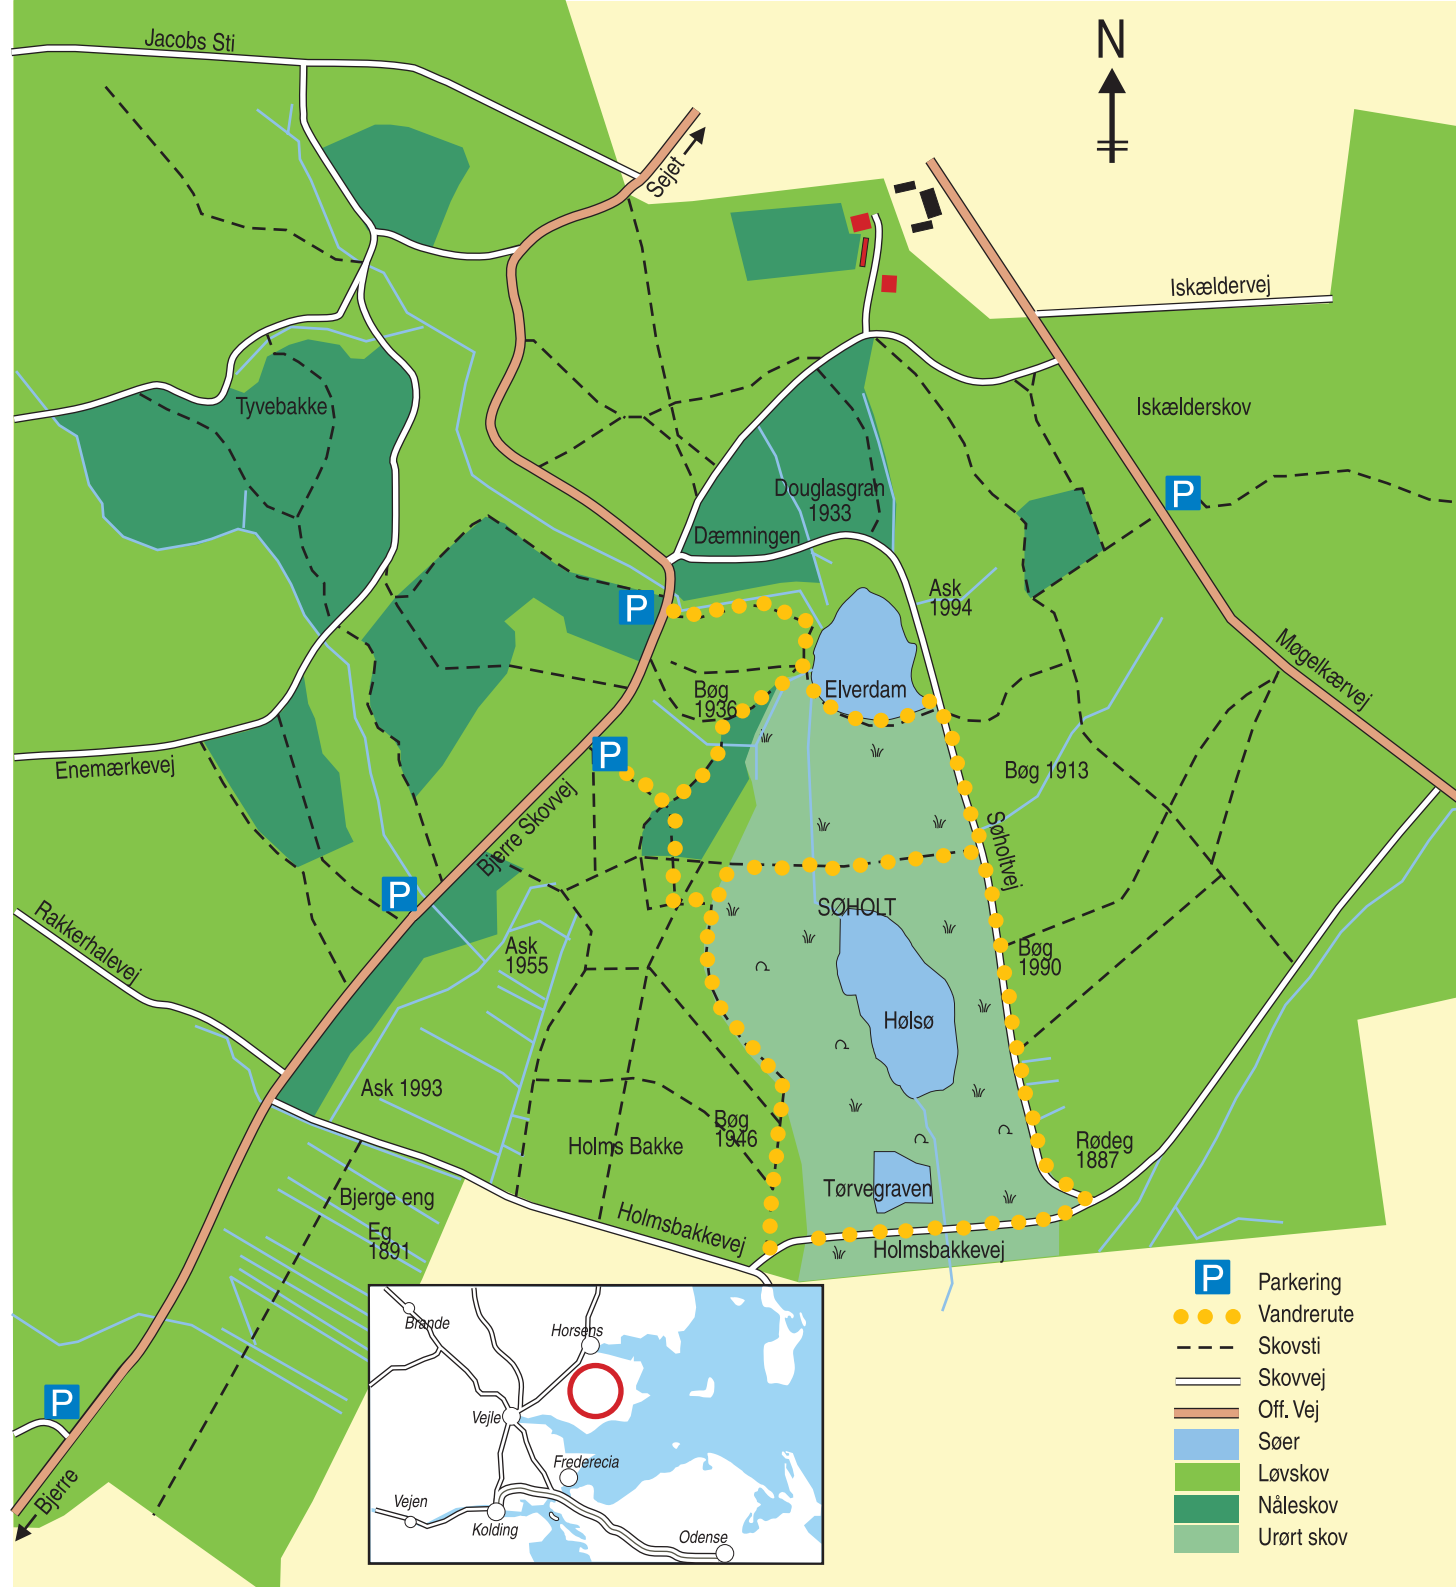 Jacobs Sti
N
Sejet
Iskældervej
Tyvebakke
Iskælderskov
P
Douglasgran
1933
Dæmningen
Ask
1994
P
Møgelkærvej
Elverdam
Bøg
1936
P
Enemærkevej
Bøg 1913
Bjerre Skovvej
Søholtvej
P
SØHOLT
Rakkerhalevej
Ask
1955
Bøg
1990
Hølsø
Ask 1993
Bøg
1946
Holms Bakke
Rødeg
1887
Bjerge eng
Tørvegraven
Eg
1891
Holmsbakkevej
Holmsbakkevej
P
Bjerre
Brande
Horsens
Vejle
Frederecia
Vejen
Kolding
Odense
P Parkering
Vandrerute
Skovsti
Skovvej
Off. Vej
Søer
Løvskov
Nåleskov
Urørt skov